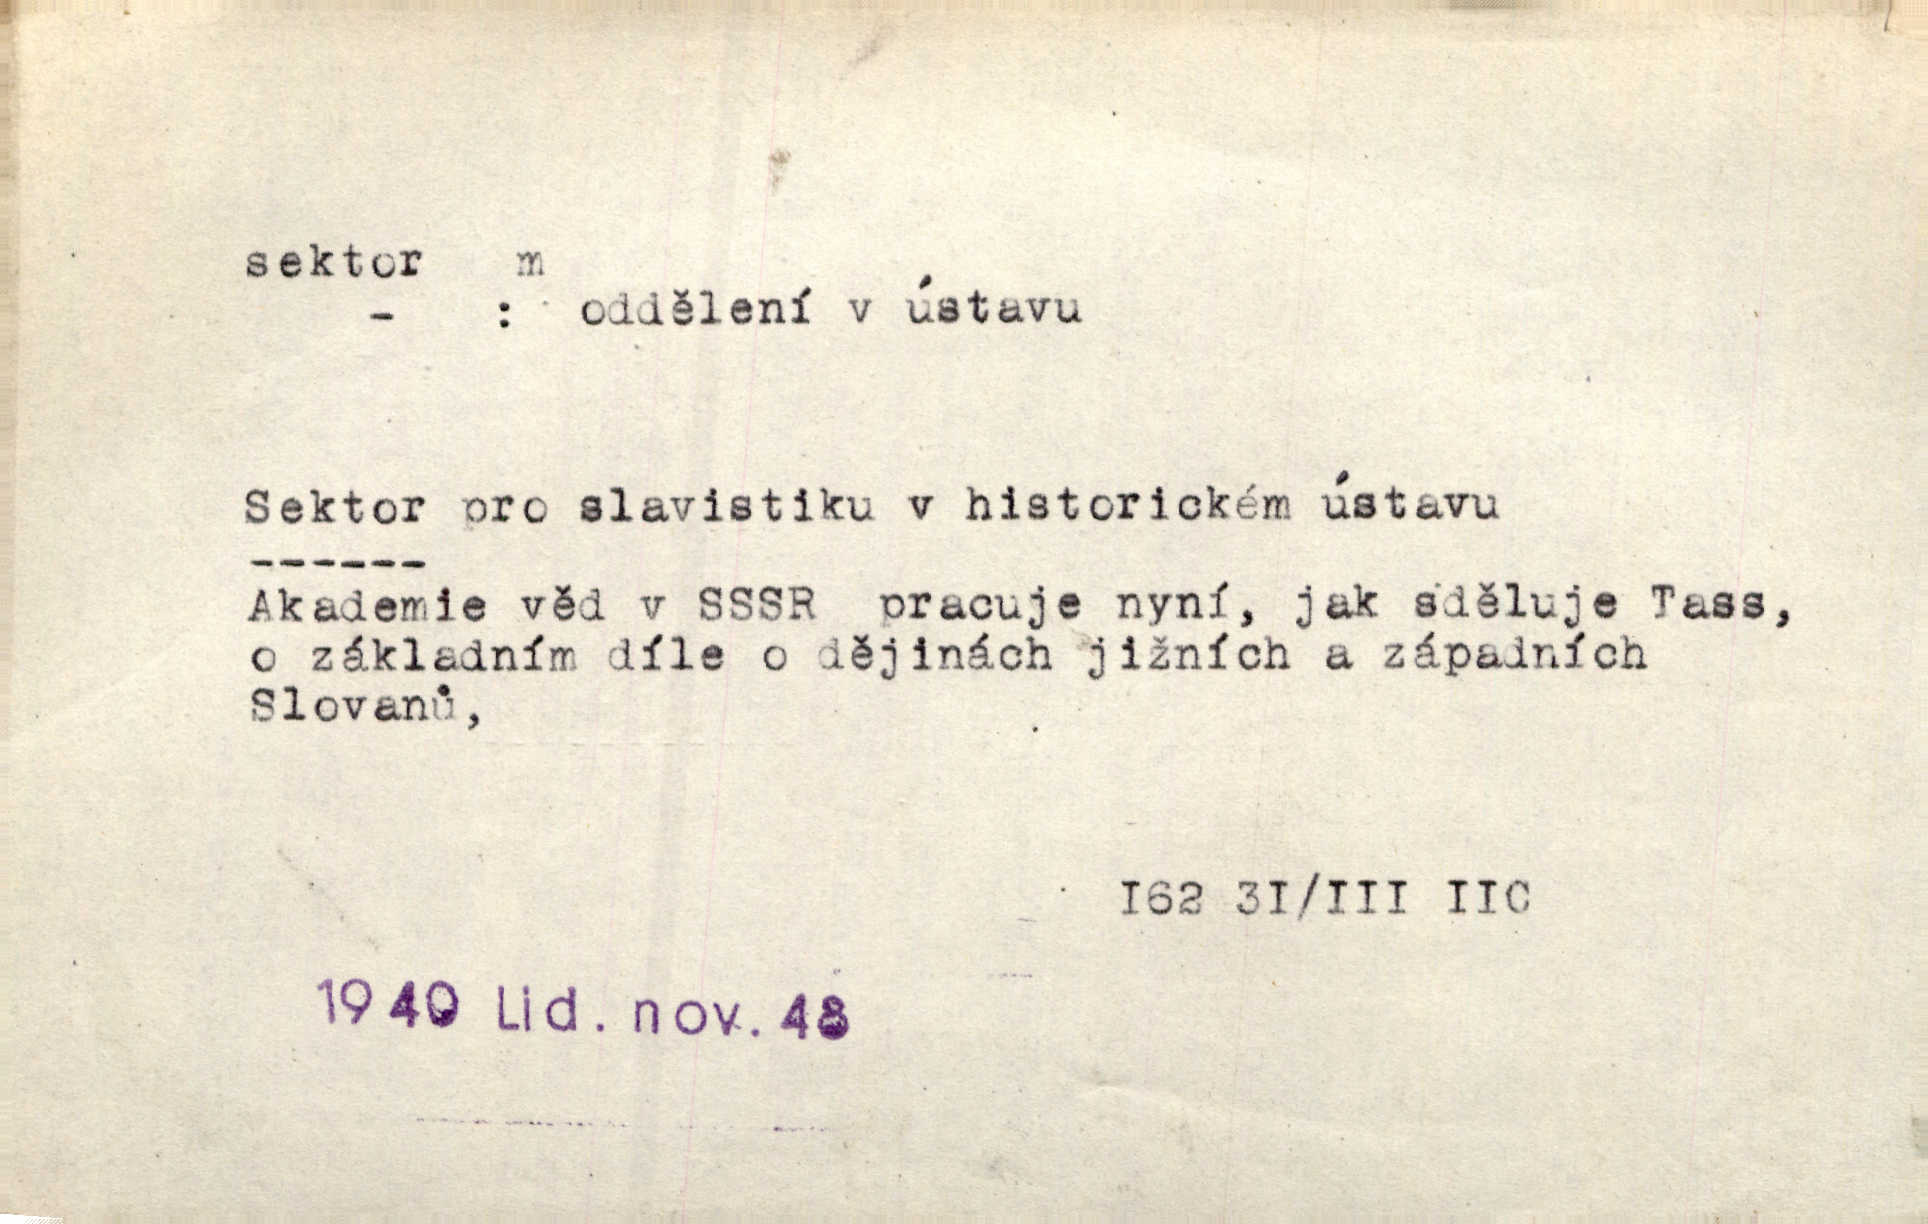 sektor m
- : oddělení v ústavu
Sektor pro slavistiku v historickém ústavu
------
Akademie věd v SSSR pracuje nyní, jak sděluje Tass,
o základním díle o dějinách jižních a západních
Slovanů,
I62 3I/III IIC
1940 Lid. nov. 48